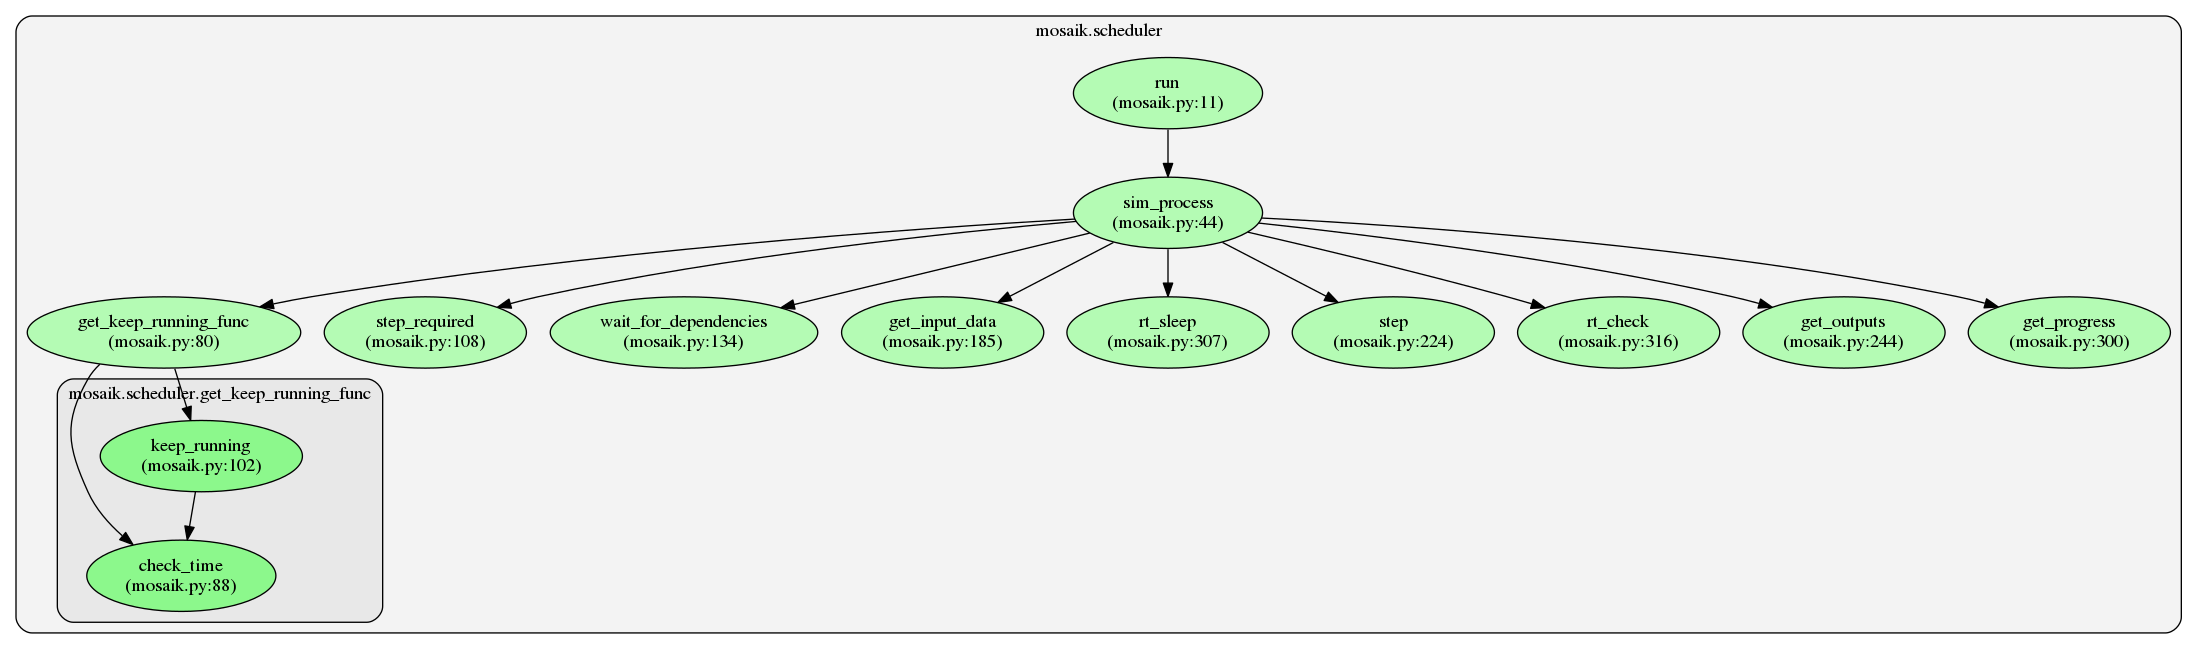 mosaik.scheduler
run
(mosaik.py:11)
sim_process
(mosaik.py:44)
get_keep_running_func
(mosaik.py:80)
step_required
(mosaik.py:108)
wait_for_dependencies
(mosaik.py:134)
get_input_data
(mosaik.py:185)
rt_sleep
(mosaik.py:307)
step
(mosaik.py:224)
rt_check
(mosaik.py:316)
get_outputs
(mosaik.py:244)
get_progress
(mosaik.py:300)
mosaik.scheduler.get_keep_running_func
keep_running
(mosaik.py:102)
check_time
(mosaik.py:88)